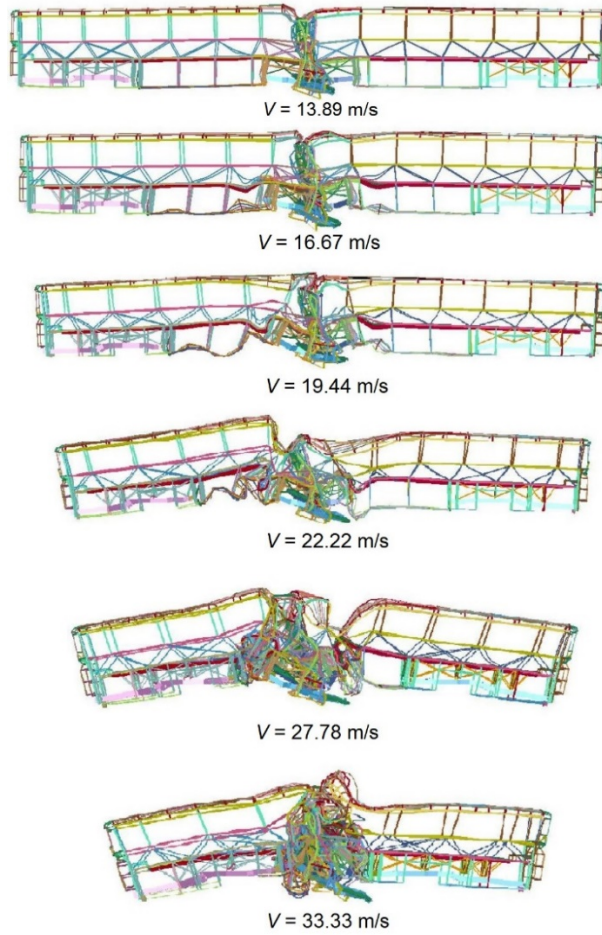 V = 13.89 m/s
V = 16.67 m/s
V = 19.44 m/s
V = 22.22 m/s
V = 27.78 m/s
V = 33.33 m/s